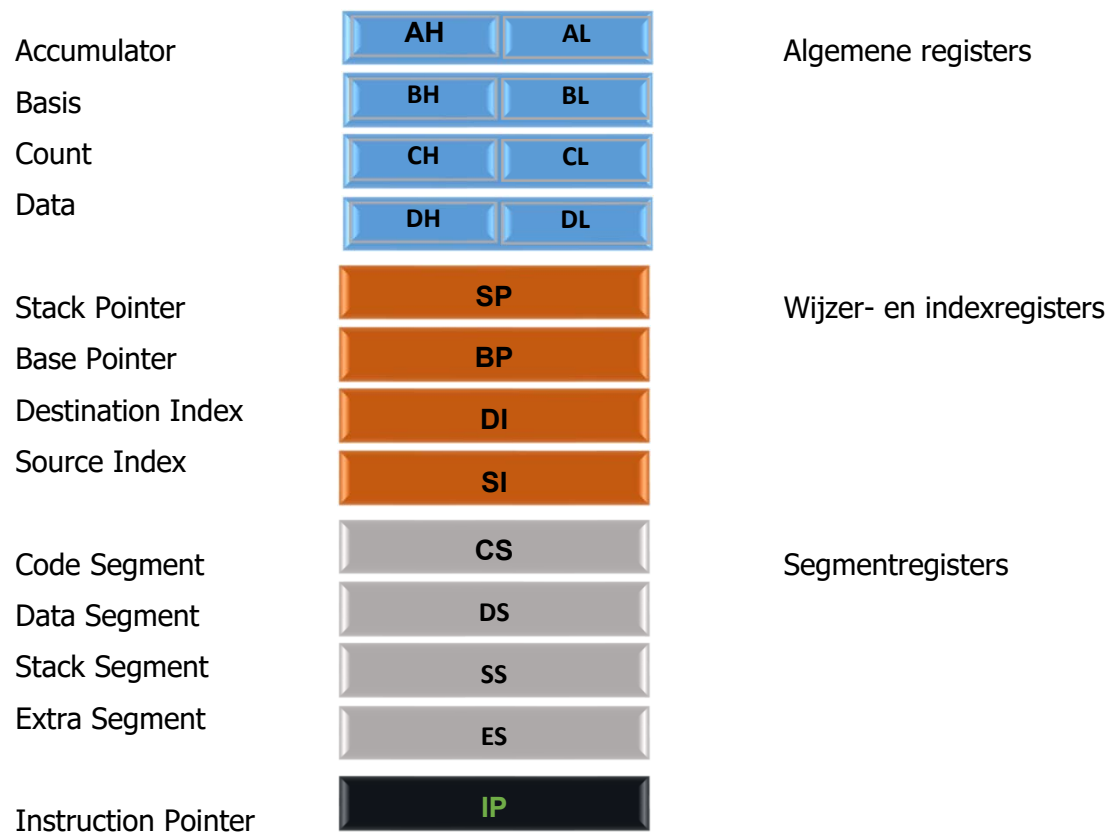 Accumulator AH AL Algemene registers
Basis BH BL
Count CH CL
Data DH DL
Stack Pointer SP Wijzer- en indexregisters
Base Pointer BP
Destination Index DI
Source Index SI
Code Segment CS Segmentregisters
Data Segment DS
Stack Segment SS
Extra Segment ES
Instruction Pointer IP